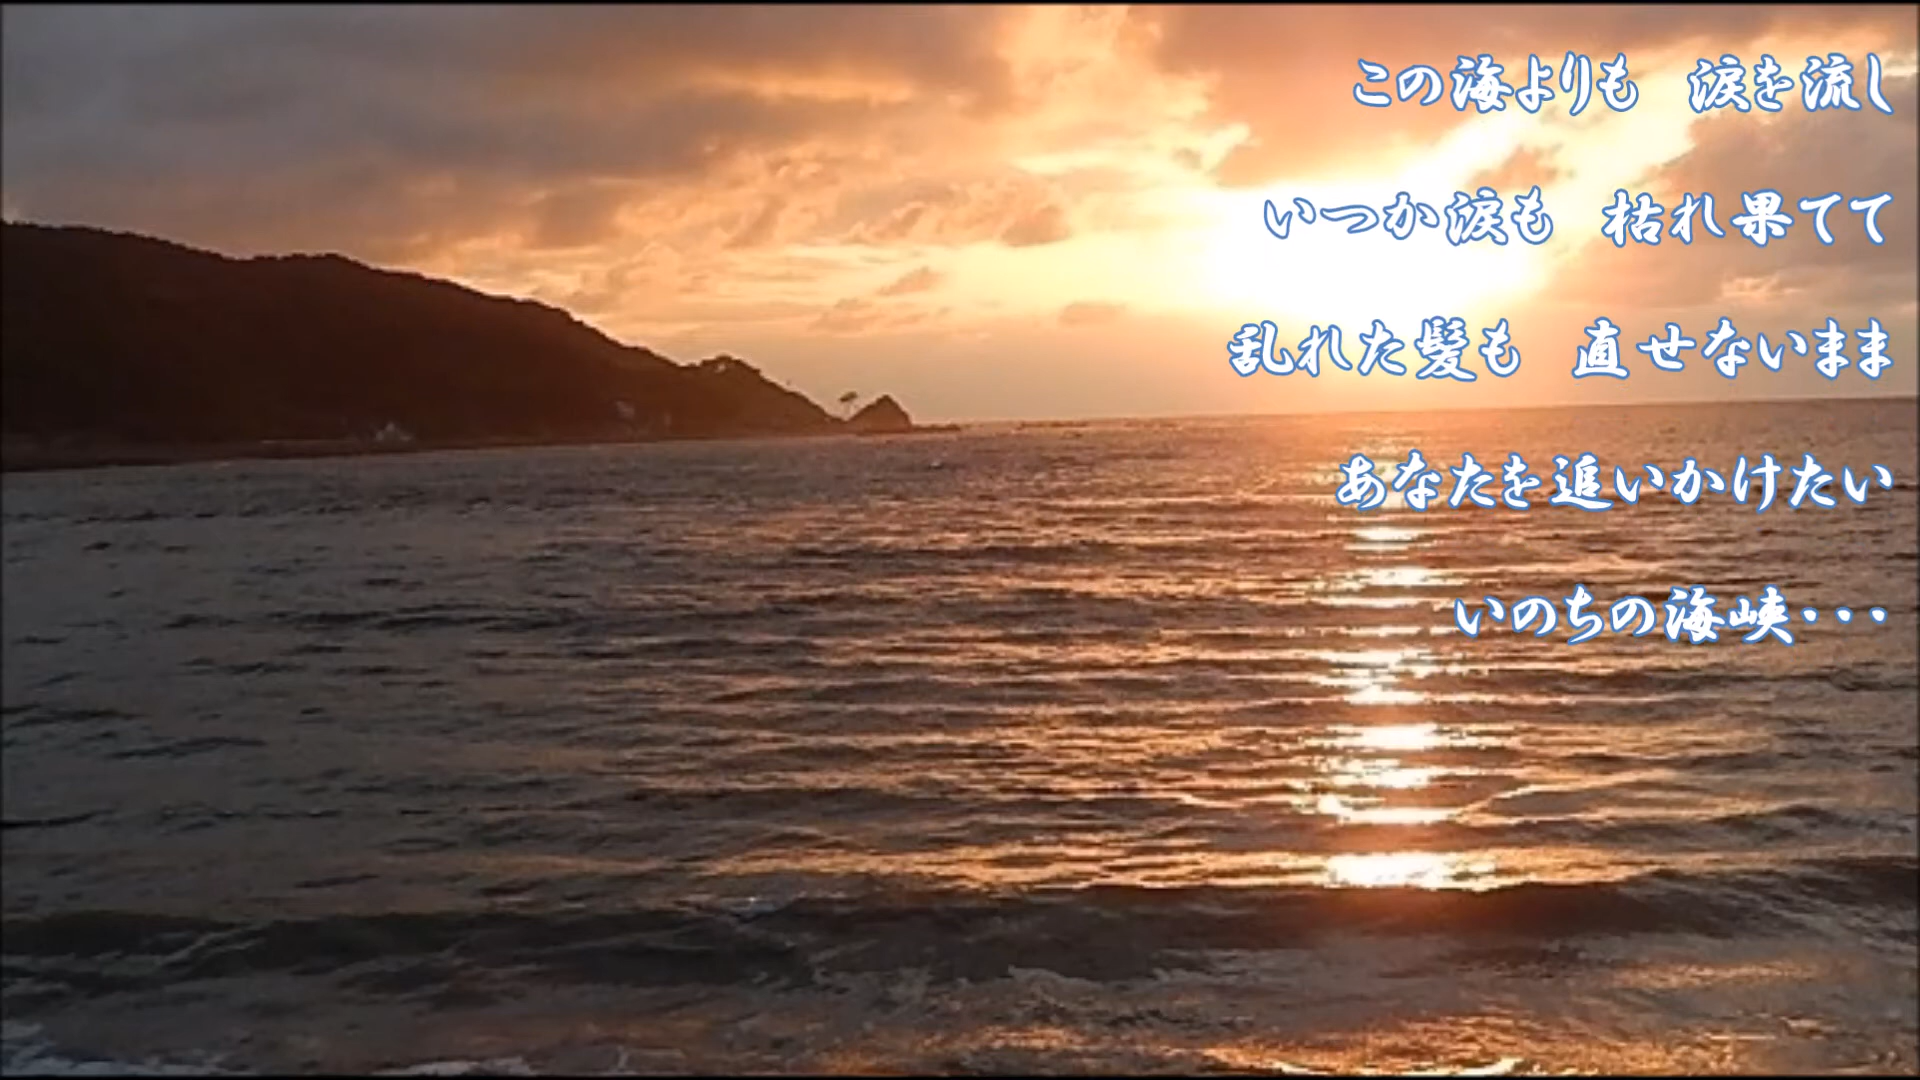 この海よりも　涙を流し
いつか涙も　枯れ果てて
乱れた髪も　直せないまま
あなたを追いかけたい
いのちの海峡・・・